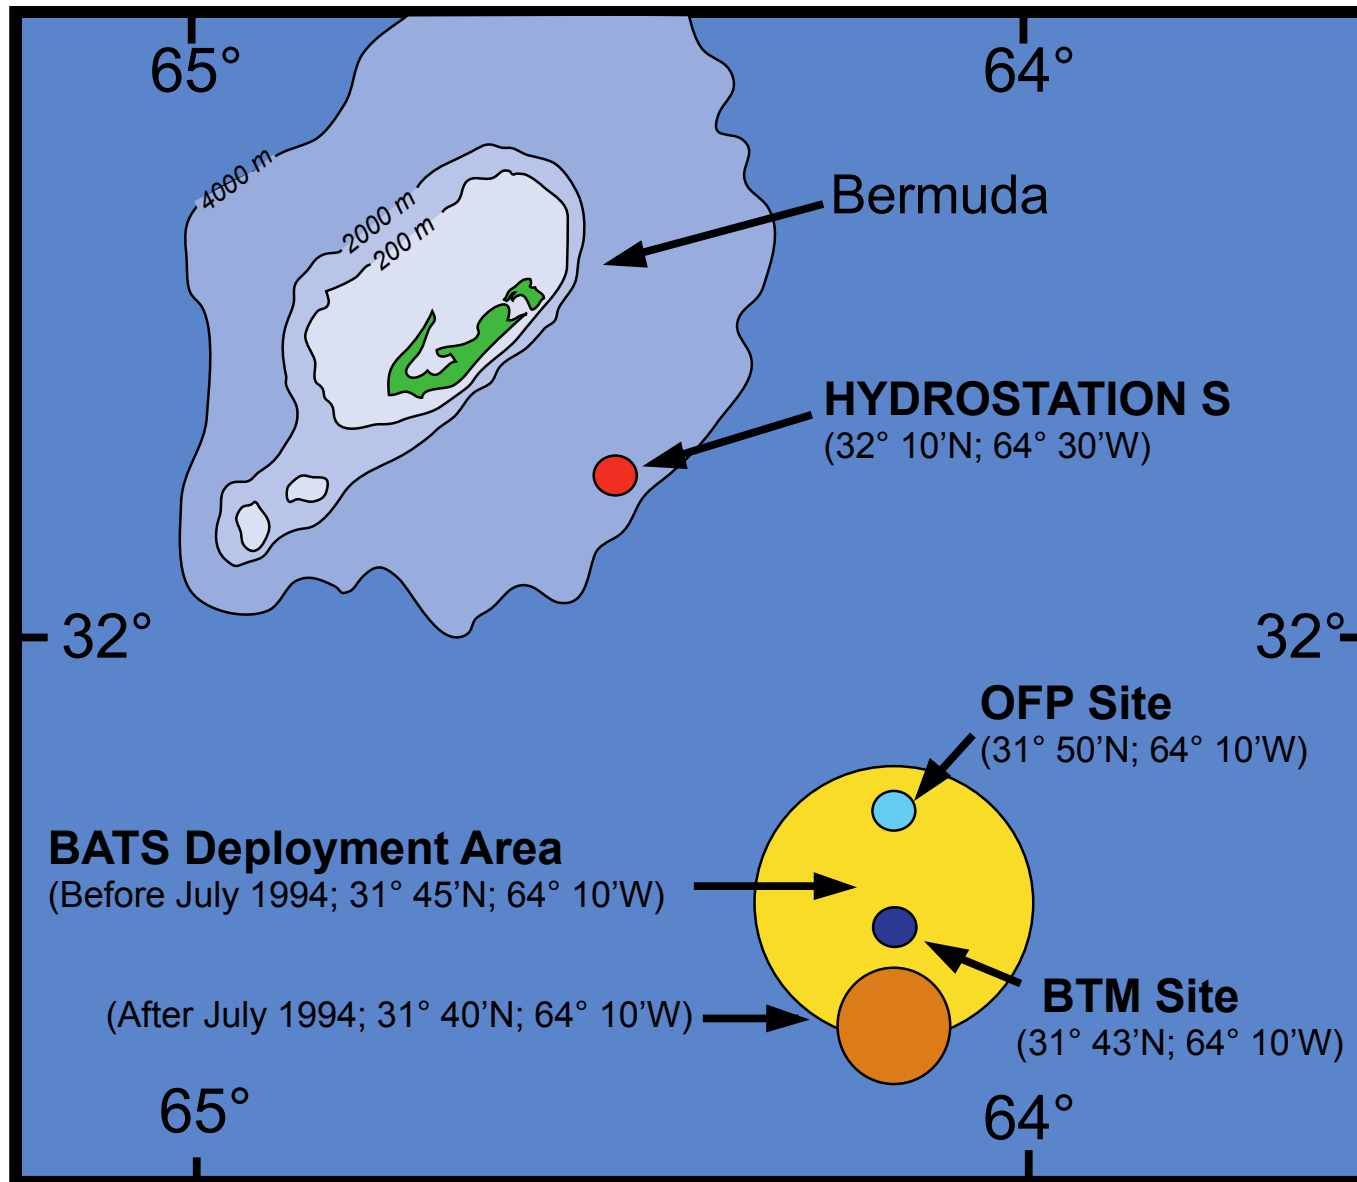 65°
64°
4000 m
2000 m
200 m
Bermuda
HYDROSTATION S
(32° 10’N; 64° 30’W)
32°
32°
OFP Site
(31° 50’N; 64° 10’W)
BATS Deployment Area
(Before July 1994; 31° 45’N; 64° 10’W)
BTM Site
(31° 43’N; 64° 10’W)
(After July 1994; 31° 40’N; 64° 10’W)
65°
64°